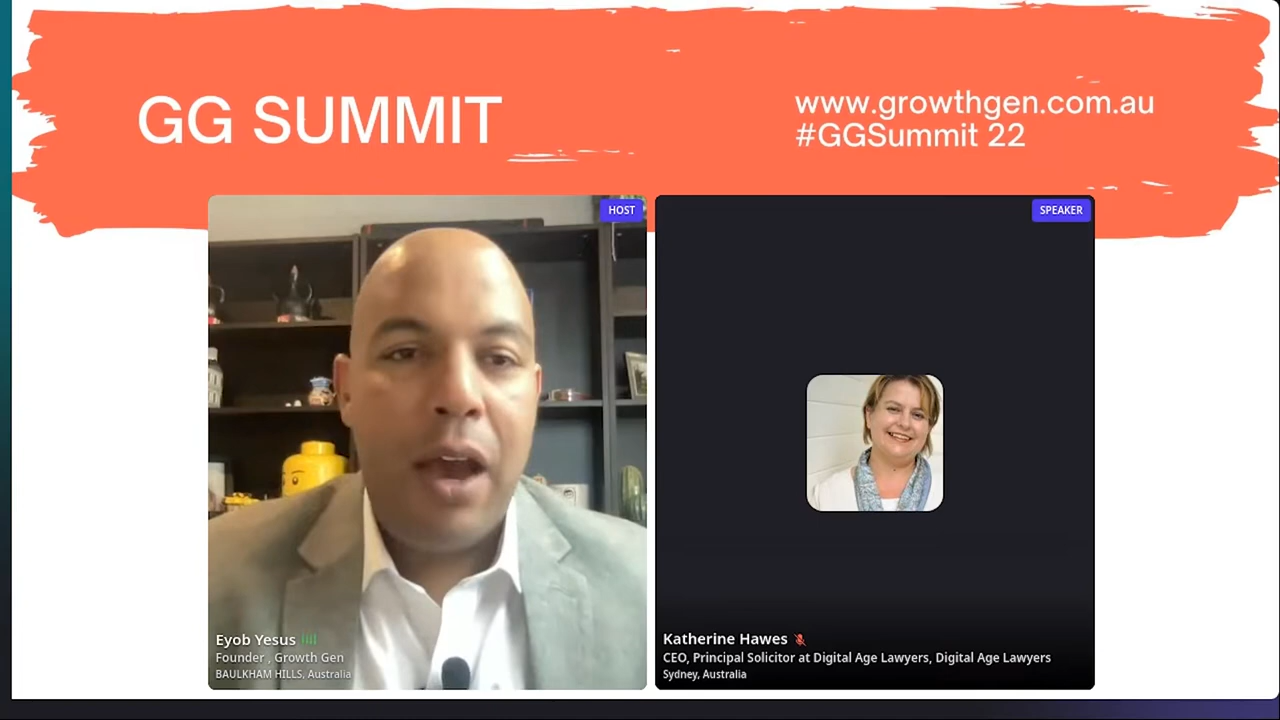 GG SUMMIT
www.growthgen.com.au
#GGSummit 22
HOST
SPEAKER
Eyob Yesus
Founder , Growth Gen
BAULKHAM HILLS, Australia
Katherine Hawes
CEO, Principal Solicitor at Digital Age Lawyers, Digital Age Lawyers
Sydney, Australia